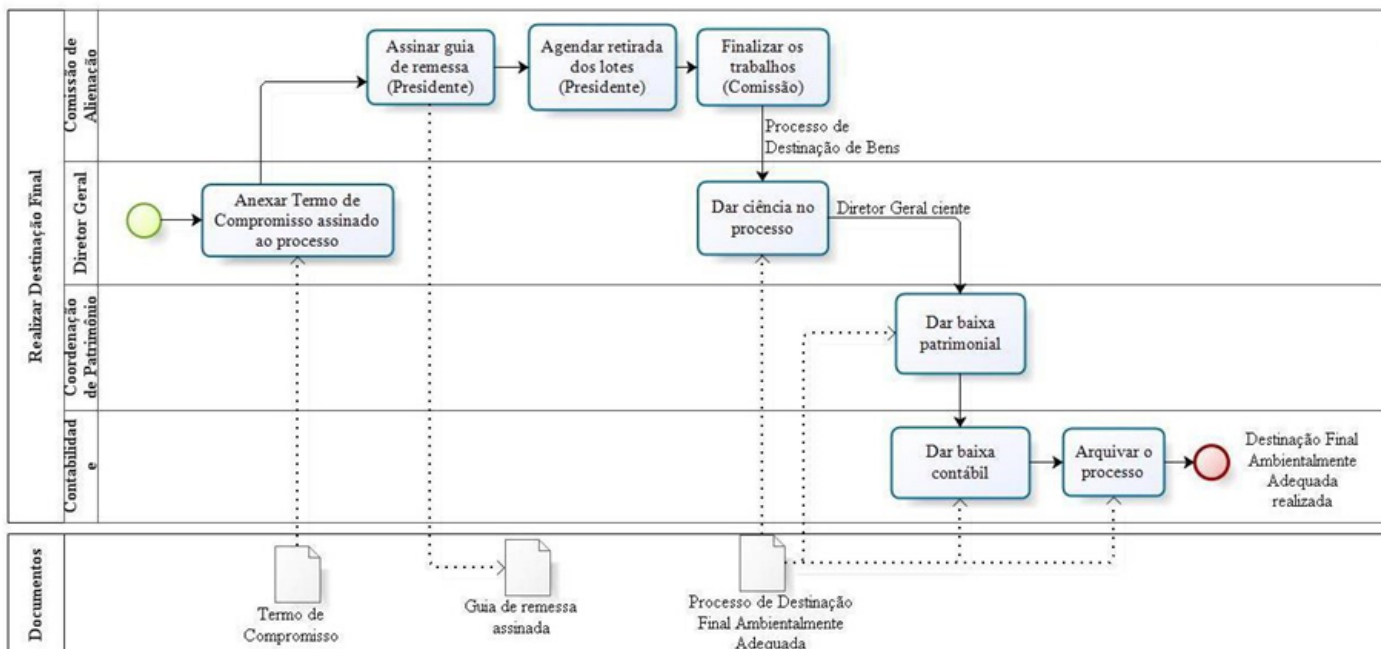 Realizar Destinação Final
Comissão de
Alienação
Assinar guia
de remessa
(Presidente)
Agendar retirada
dos lotes
(Presidente)
Finalizar os
trabalhos
(Comissão)
Processo de
Destinação de Bens
Diretor Geral
Anexar Termo de
Compromisso assinado
ao processo
Dar ciência no
processo
Diretor Geral ciente
Coordenação
de Patrimônio
Dar baixa
patrimonial
Contabilidad
e
Dar baixa
contábil
Arquivar o
processo
Destinação Final
Ambientalmente
Adequada
realizada
Documentos
Termo de
Compromisso
Guia de remessa
assinada
Processo de Destinação
Final Ambientalmente
Adequada